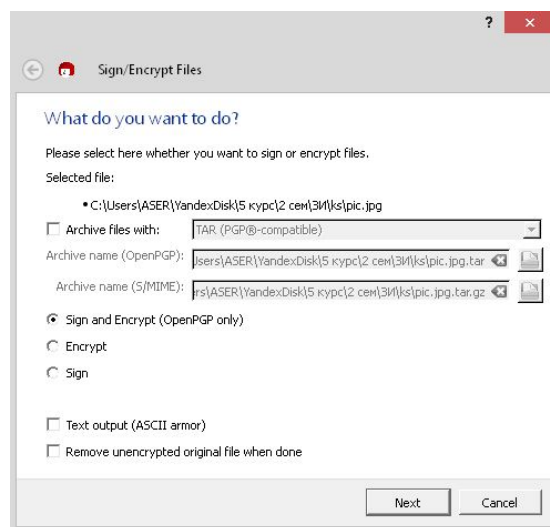 ?
Sign/Encrypt Files
What do you want to do?
Please select here whether you want to sign or encrypt files.
Selected file:
• C:\Users\ASER\YandexDisk\5 курс\2 сем\ЗИ\ks\pic.jpg
Archive files with: TAR (PGP®-compatible)
Archive name (OpenPGP): Jsers\ASER\YandexDisk\5 курс\2 сем\ЗИ\ks\pic.jpg.tar
Archive name (S/MIME): rs\ASER\YandexDisk\5 курс\2 сем\ЗИ\ks\pic.jpg.tar.gz
Sign and Encrypt (OpenPGP only)
Encrypt
Sign
Text output (ASCII armor)
Remove unencrypted original file when done
Next Cancel